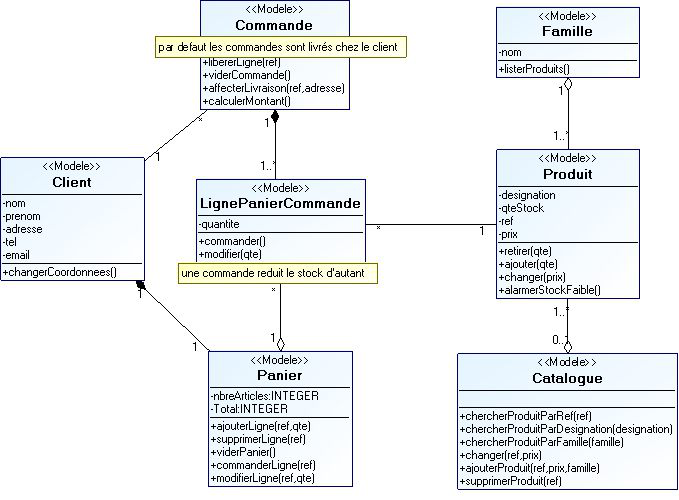 <<Modele>>
Commande
par defaut les commandes sont livrés chez le client
+libererLigne(ref)
+viderCommande()
+affecterLivraison(ref,adresse)
+calculerMontant()
<<Modele>>
Famille
-nom
+listerProduits()
*
1
1
1
1..*
1..*
<<Modele>>
Client
-nom
-prenom
-adresse
-tel
-email
+changerCoordonnees()
<<Modele>>
LignePanierCommande
-quantite
+commander()
+modifier(qte)
une commande reduit le stock d'autant
*
1
<<Modele>>
Produit
-designation
-qteStock
-ref
-prix
+retirer(qte)
+ajouter(qte)
+changer(prix)
+alarmerStockFaible()
1
1
*
1
1..*
0..1
<<Modele>>
Panier
-nbreArticles:INTEGER
-Total:INTEGER
+ajouterLigne(ref,qte)
+supprimerLigne(ref)
+viderPanier()
+commanderLigne(ref)
+modifierLigne(ref,qte)
<<Modele>>
Catalogue
+chercherProduitParRef(ref)
+chercherProduitParDesignation(designation)
+chercherProduitParFamille(famille)
+changer(ref,prix)
+ajouterProduit(ref,prix,famille)
+supprimerProduit(ref)